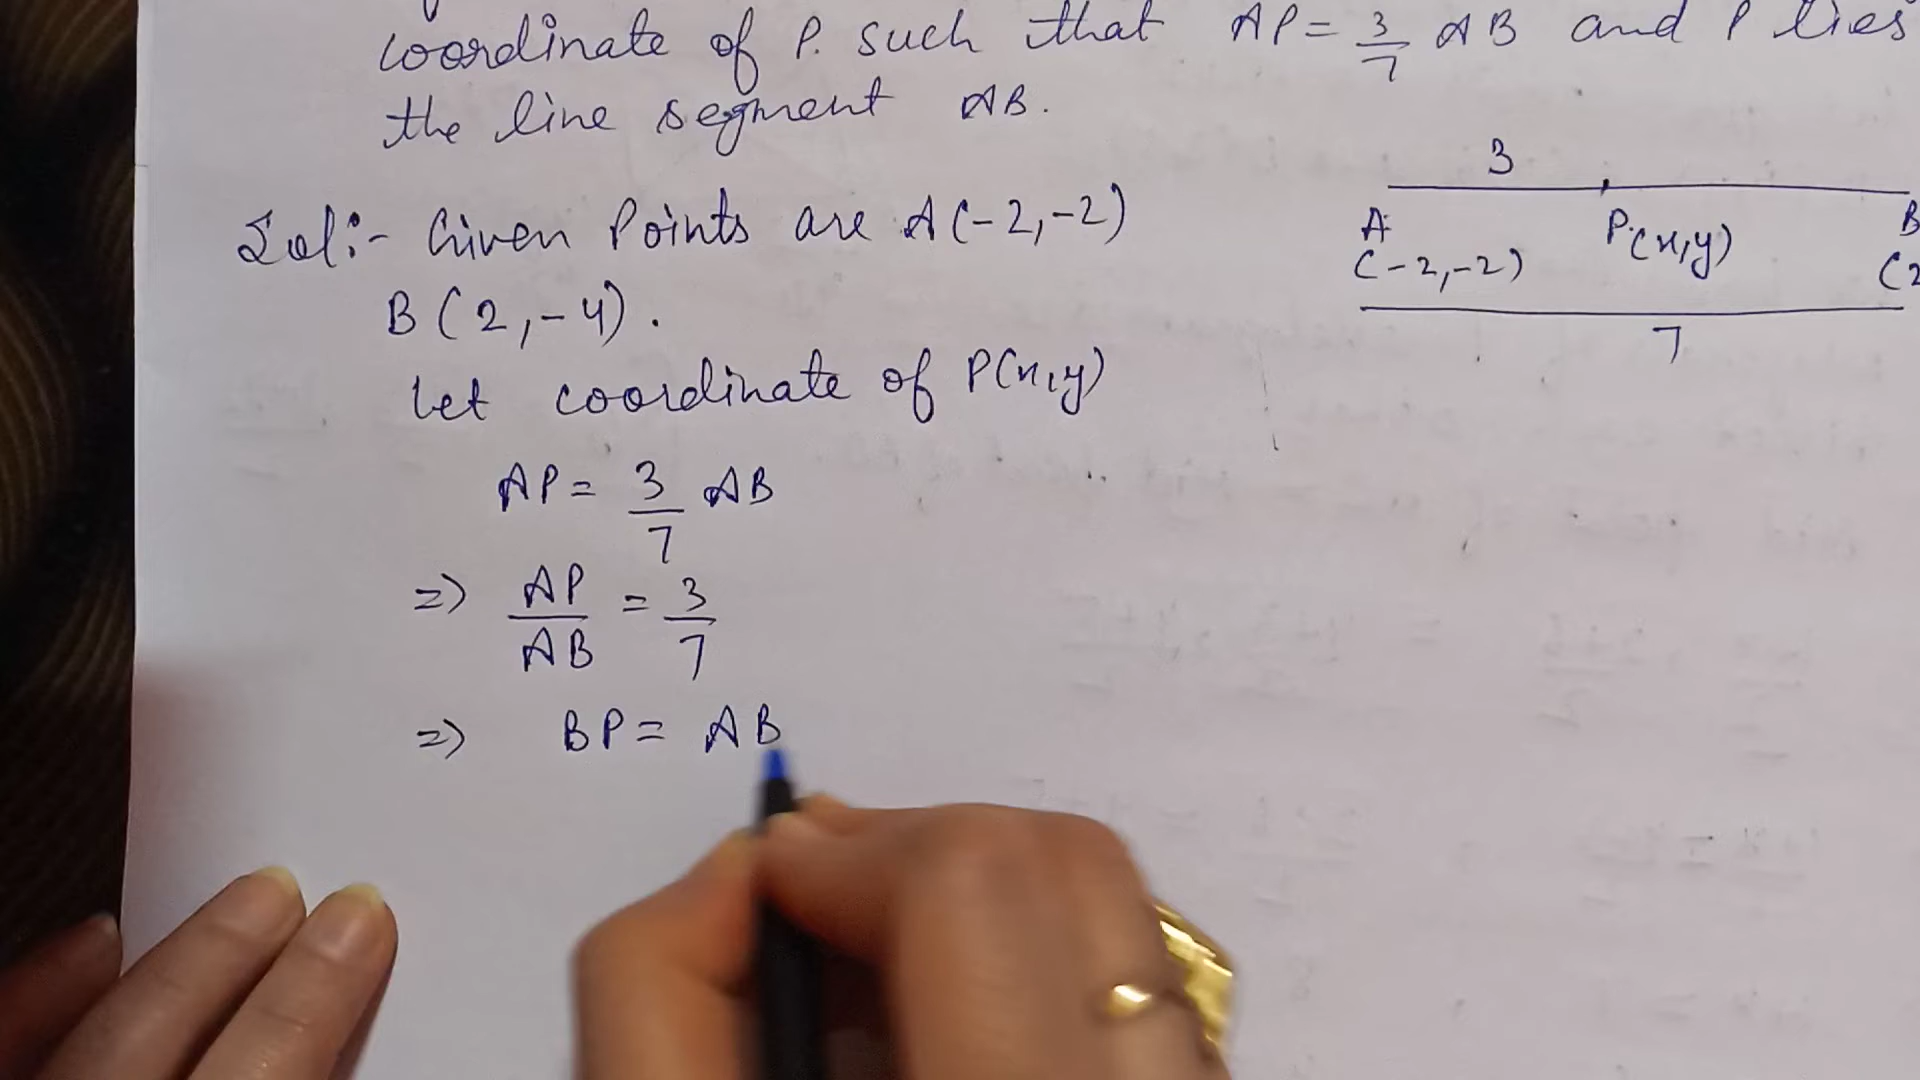 coordinate of P. such that AP = 3/7 AB and P lies
the line segment AB.
Sol:- Given Points are A(-2,-2)
B(2,-4).
Let coordinate of P(x,y)
AP = 3/7 AB
=> AP/AB = 3/7
=> BP = AB
3
A P(x,y) B
(-2,-2) (2
7